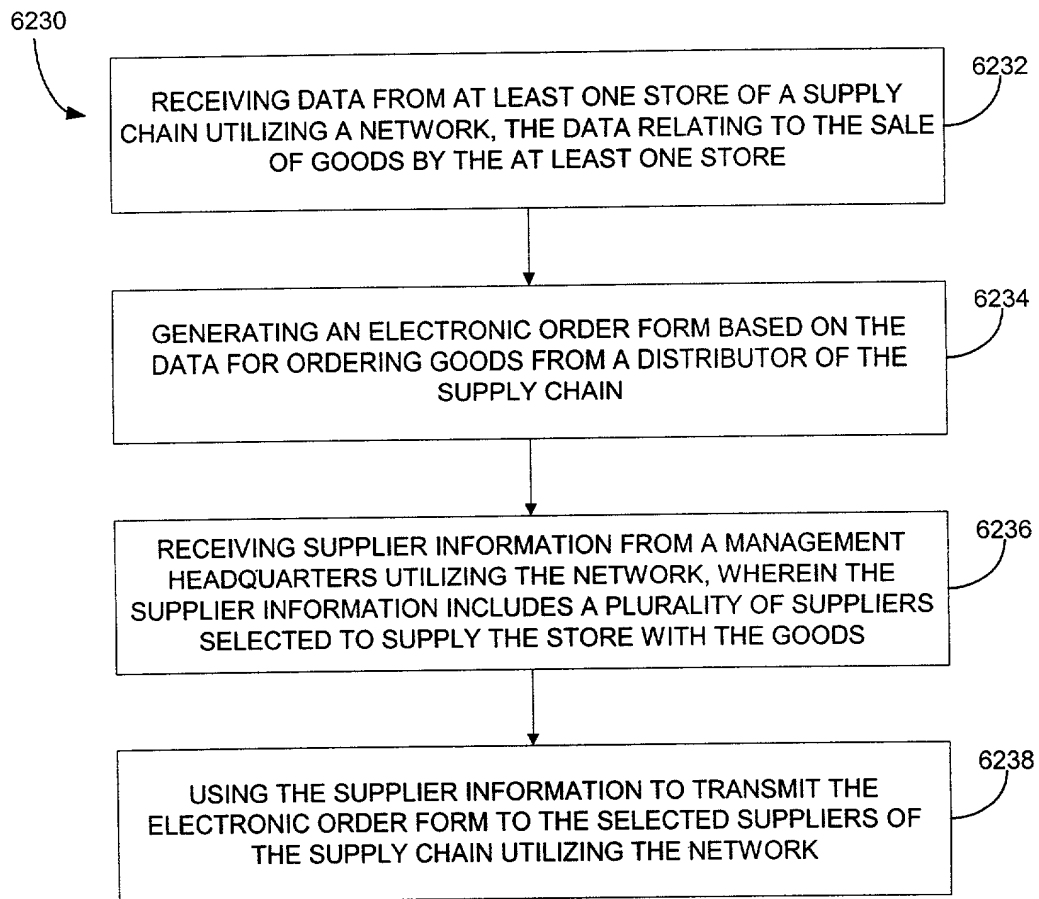 6230
6232
RECEIVING DATA FROM AT LEAST ONE STORE OF A SUPPLY
CHAIN UTILIZING A NETWORK, THE DATA RELATING TO THE SALE
OF GOODS BY THE AT LEAST ONE STORE
6234
GENERATING AN ELECTRONIC ORDER FORM BASED ON THE
DATA FOR ORDERING GOODS FROM A DISTRIBUTOR OF THE
SUPPLY CHAIN
6236
RECEIVING SUPPLIER INFORMATION FROM A MANAGEMENT
HEADQUARTERS UTILIZING THE NETWORK, WHEREIN THE
SUPPLIER INFORMATION INCLUDES A PLURALITY OF SUPPLIERS
SELECTED TO SUPPLY THE STORE WITH THE GOODS
6238
USING THE SUPPLIER INFORMATION TO TRANSMIT THE
ELECTRONIC ORDER FORM TO THE SELECTED SUPPLIERS OF
THE SUPPLY CHAIN UTILIZING THE NETWORK